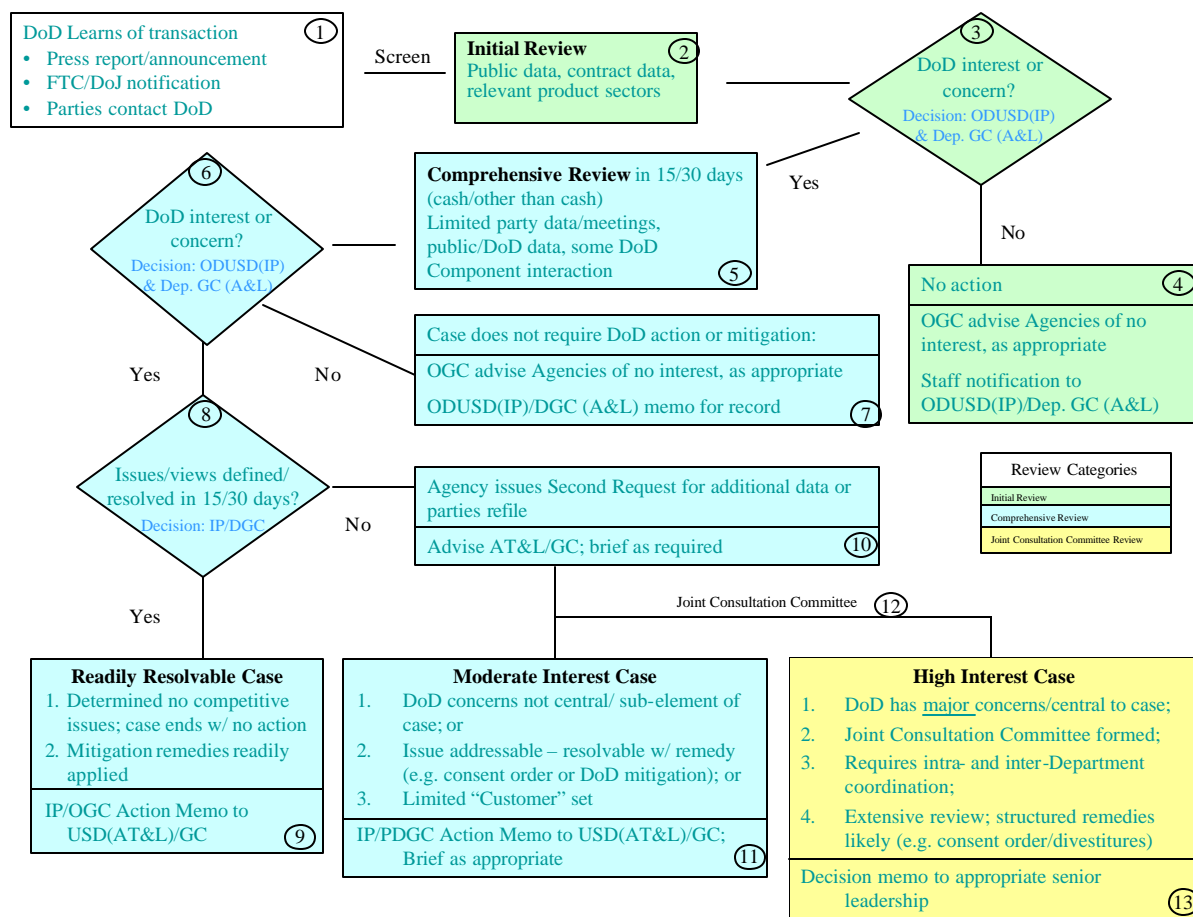 DoD Learns of transaction
1
• Press report/announcement
• FTC/DoJ notification
• Parties contact DoD
Screen
Initial Review
2
Public data, contract data,
relevant product sectors
3
DoD interest or
concern?
Decision: ODUSD(IP)
& Dep. GC (A&L)
Yes
No
No action
4
OGC advise Agencies of no
interest, as appropriate
Staff notification to
ODUSD(IP)/Dep. GC (A&L)
Comprehensive Review in 15/30 days
(cash/other than cash)
Limited party data/meetings,
public/DoD data, some DoD
Component interaction
5
6
DoD interest or
concern?
Decision: ODUSD(IP)
& Dep. GC (A&L)
Yes
No
Case does not require DoD action or mitigation:
OGC advise Agencies of no interest, as appropriate
ODUSD(IP)/DGC (A&L) memo for record
7
8
Issues/views defined/
resolved in 15/30 days?
Decision: IP/DGC
No
Yes
Agency issues Second Request for additional data or
parties refile
Advise AT&L/GC; brief as required
10
Review Categories
Initial Review
Comprehensive Review
Joint Consultation Committee Review
Joint Consultation Committee
12
Readily Resolvable Case
1. Determined no competitive
issues; case ends w/ no action
2. Mitigation remedies readily
applied
IP/OGC Action Memo to
USD(AT&L)/GC
9
Moderate Interest Case
1. DoD concerns not central/ sub-element of
case; or
2. Issue addressable – resolvable w/ remedy
(e.g. consent order or DoD mitigation); or
3. Limited “Customer” set
IP/PDGC Action Memo to USD(AT&L)/GC;
Brief as appropriate
11
High Interest Case
1. DoD has major concerns/central to case;
2. Joint Consultation Committee formed;
3. Requires intra- and inter-Department
coordination;
4. Extensive review; structured remedies
likely (e.g. consent order/divestitures)
Decision memo to appropriate senior
leadership
13